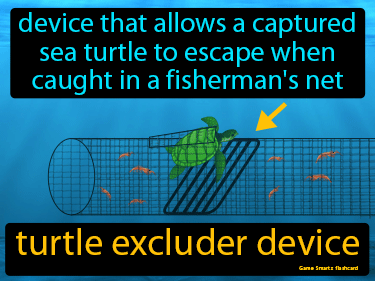 device that allows a captured
sea turtle to escape when
caught in a fisherman's net
turtle excluder device
Game Smartz flashcard